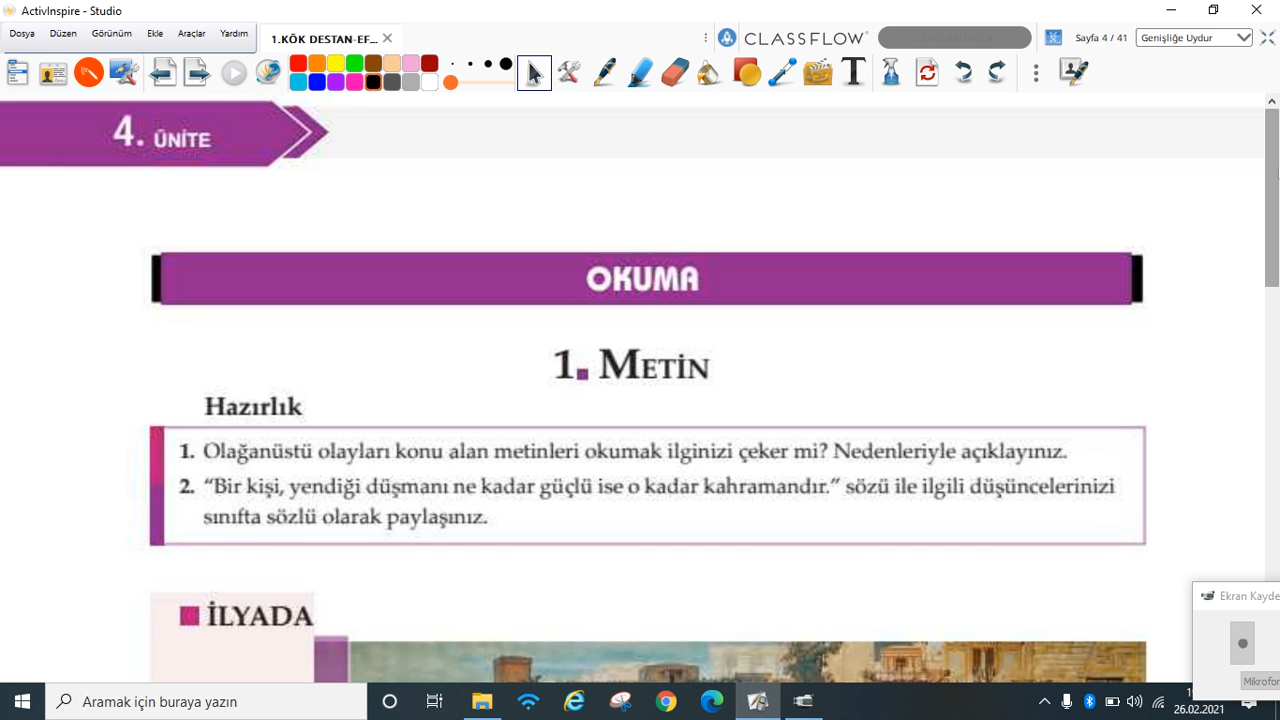 ActivInspire - Studio
Dosya Düzen Görünüm Ekle Araçlar Yardım
1.KÖK DESTAN-EF...
CLASSFLOW
Sayfa 4 / 41
Genişliğe Uydur
4. ÜNİTE
OKUMA
1. METİN
Hazırlık
1. Olağanüstü olayları konu alan metinleri okumak ilginizi çeker mi? Nedenleriyle açıklayınız.
2. “Bir kişi, yendiği düşmanı ne kadar güçlü ise o kadar kahramandır.” sözü ile ilgili düşüncelerinizi
sınıfta sözlü olarak paylaşınız.
İLYADA
Ekran Kayde
Mikrofor
Aramak için buraya yazın
26.02.2021